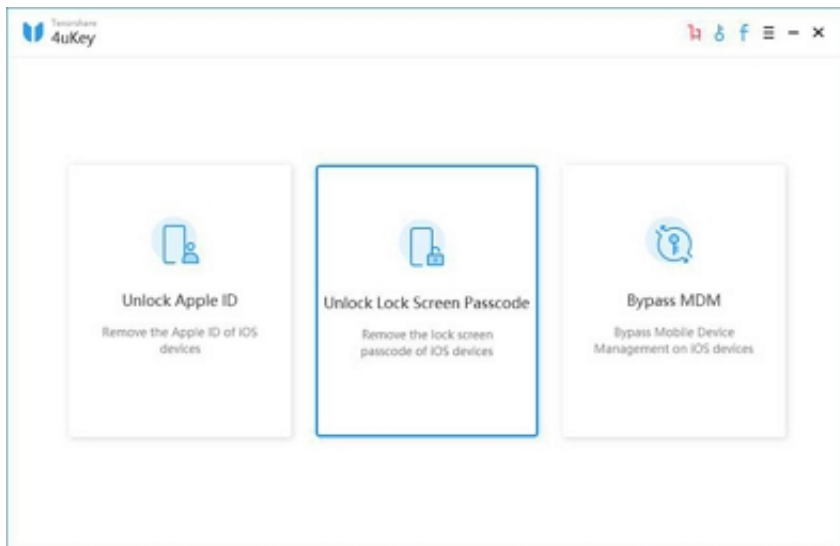 Tenorshare
4uKey
Unlock Apple ID
Remove the Apple ID of iOS
devices
Unlock Lock Screen Passcode
Remove the lock screen
passcode of iOS devices
Bypass MDM
Bypass Mobile Device
Management on iOS devices